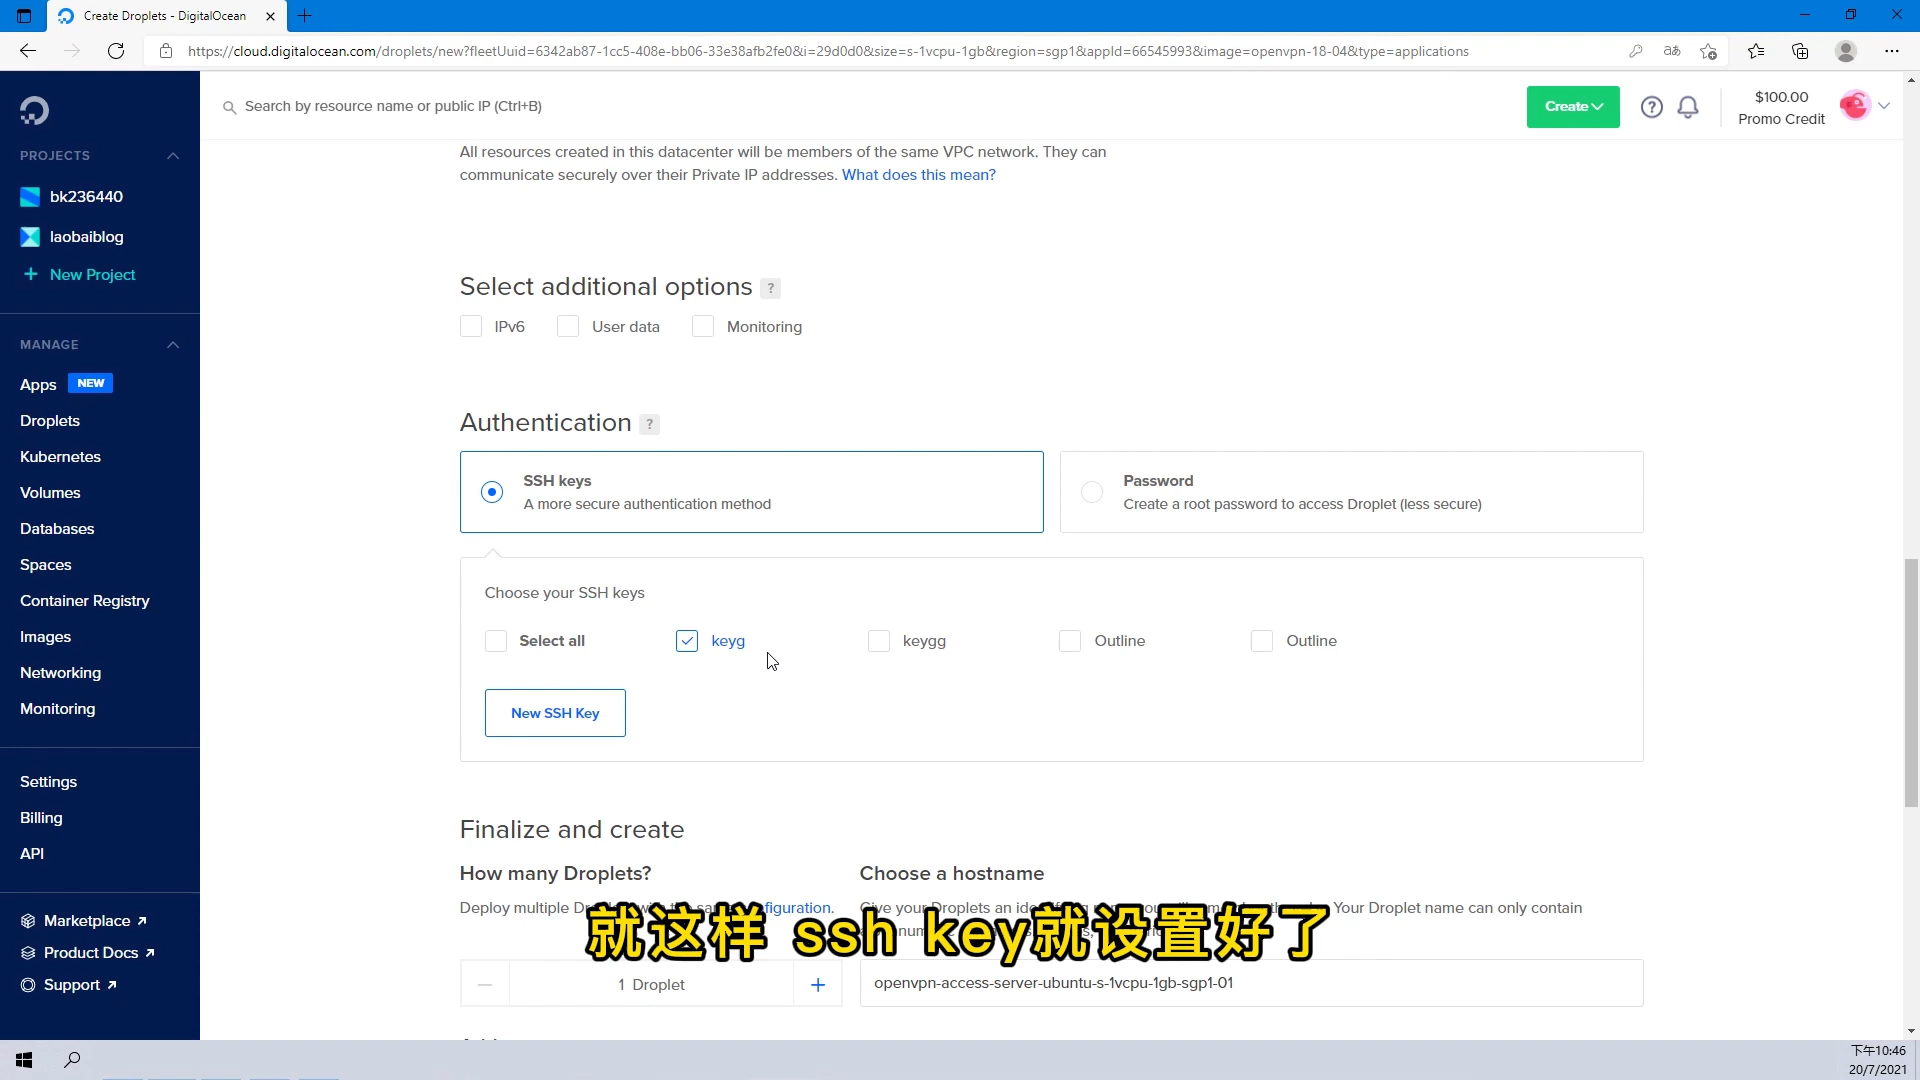 Create Droplets - DigitalOcean
https://cloud.digitalocean.com/droplets/new?fleetUuid=6342ab87-1cc5-408e-bb06-33e38afb2fe0&i=29d0d0&size=s-1vcpu-1gb&region=sgp1&appId=66545993&image=openvpn-18-04&type=applications
Search by resource name or public IP (Ctrl+B)
Create
$100.00
Promo Credit
PROJECTS
bk236440
laobaiblog
New Project
MANAGE
Apps NEW
Droplets
Kubernetes
Volumes
Databases
Spaces
Container Registry
Images
Networking
Monitoring
Settings
Billing
API
Marketplace
Product Docs
Support
All resources created in this datacenter will be members of the same VPC network. They can
communicate securely over their Private IP addresses. What does this mean?
Select additional options ?
IPv6 User data Monitoring
Authentication ?
SSH keys
A more secure authentication method
Password
Create a root password to access Droplet (less secure)
Choose your SSH keys
Select all keyg keygg Outline Outline
New SSH Key
Finalize and create
How many Droplets?
Deploy multiple
Choose a hostname
Give your Droplets an Your Droplet name can only contain
就这样 ssh key就设置好了
1 Droplet
openvpn-access-server-ubuntu-s-1vcpu-1gb-sgp1-01
下午10:46
20/7/2021